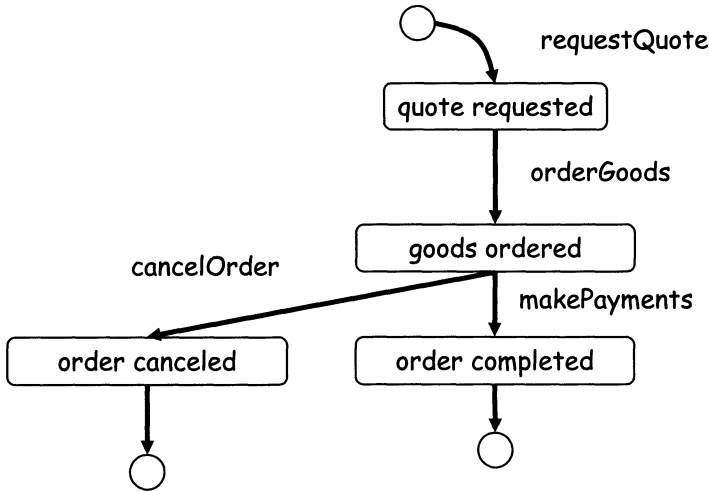 requestQuote
quote requested
orderGoods
goods ordered
cancelOrder
makePayments
order canceled
order completed